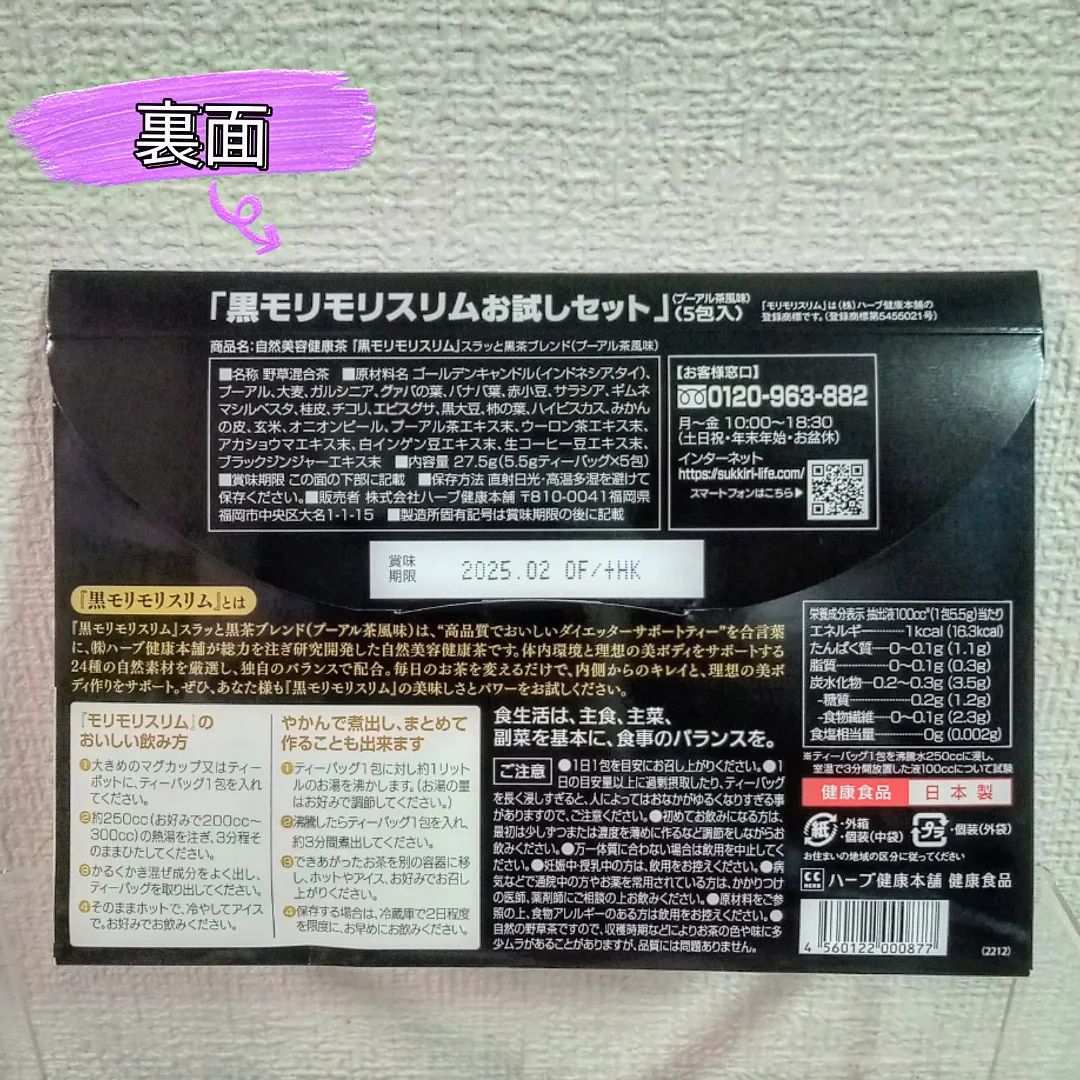 裏面
「黒モリモリスリムお試しセット」(プーアル茶風味)(5包入)
「モリモリスリム」は(株)ハーブ健康本舗の
登録商標です。(登録商標第5455021号)
商品名:自然美容健康茶『黒モリモリスリム』スラッと黒茶ブレンド(プーアル茶風味)
■名称 野草混合茶 ■原材料名 ゴールデンキャンドル(インドネシア,タイ)、
プーアル、大麦、ガルシニア、グァバの葉、バナバ葉、赤小豆、サラシア、ギムネ
マシルベスタ、桂皮、チコリ、エビスグサ、黒大豆、柿の葉、ハイビスカス、みかん
の皮、玄米、オニオンピール、プーアル茶エキス末、ウーロン茶エキス末、
アカショウマエキス末、白インゲン豆エキス末、生コーヒー豆エキス末、
ブラックジンジャーエキス末 ■内容量 27.5g(5.5gティーバッグ×5包)
■賞味期限 この面の下部に記載 ■保存方法 直射日光・高温多湿を避けて
保存ください。■販売者 株式会社ハーブ健康本舗 〒810-0041福岡県
福岡市中央区大名1-1-15 ■製造所固有記号は賞味期限の後に記載
【お客様窓口】
0120-963-882
月〜金 10:00〜18:30
(土日祝・年末年始・お盆休)
インターネット
https://sukkiri-life.com/
スマートフォンはこちら▶
賞味
期限
2025.02 OF/+HK
『黒モリモリスリム』とは
『黒モリモリスリム』スラッと黒茶ブレンド(プーアル茶風味)は、“高品質でおいしいダイエッターサポートティー”を合言葉
に、㈱ハーブ健康本舗が総力を注ぎ研究開発した自然美容健康茶です。体内環境と理想の美ボディをサポートする
24種の自然素材を厳選し、独自のバランスで配合。毎日のお茶を変えるだけで、内側からのキレイと、理想の美ボ
ディ作りをサポート。ぜひ、あなた様も『黒モリモリスリム』の美味しさとパワーをお試しください。
『モリモリスリム』の
おいしい飲み方
❶大きめのマグカップ又はティー
ポットに、ティーバッグ1包を入れ
てください。
❷約250cc(お好みで200cc〜
300cc)の熱湯を注ぎ、3分程そ
のままひたしてください。
❸かるくかき混ぜ成分をよく出し、
ティーバッグを取り出してください。
❹そのままホットで、冷やしてアイス
で。お好みでお飲みください。
やかんで煮出し、まとめて
作ることも出来ます
❶ティーバッグ1包に対し約1リット
ルのお湯を沸かします。(お湯の量
はお好みで調節してください。)
❷沸騰したらティーバッグ1包を入れ、
約3分間煮出してください。
❸できあがったお茶を別の容器に移
し、ホットやアイス、お好みでお召し
上がりください。
❹保存する場合は、冷蔵庫で2日程度
を限度に、お早めにお飲みください。
食生活は、主食、主菜、
副菜を基本に、食事のバランスを。
ご注意 ●1日1包を目安にお召し上がりください。●1
日の目安量以上に過剰摂取したり、ティーバッグ
を長く浸しすぎると、人によってはおなかがゆるくなりすぎる事
がありますので、ご注意ください。●初めてお飲みになる方は、
最初は少しずつまたは濃度を薄めに作るなど調節をしながらお
飲みください。●万一体質に合わない場合は飲用を中止してく
ださい。●妊娠中・授乳中の方は、飲用をお控えください。●病
気などで通院中の方やお薬を常用されている方は、かかりつけ
の医師、薬剤師にご相談の上お飲みください。●原材料をご参
照の上、食物アレルギーのある方は飲用をお控えください。●
自然の野草茶ですので、収穫時期などによりお茶の色や味に多
少ムラがあることがありますが、品質には問題ありません。
栄養成分表示 抽出液100cc※(1包5.5g)当たり
エネルギー………1kcal (16.3kcal)
たんぱく質……0〜0.1g (1.1g)
脂質……………0〜0.1g (0.3g)
炭水化物…0.2〜0.3g (3.5g)
-糖質……………0.2g (1.2g)
-食物繊維……0〜0.1g (2.3g)
食塩相当量………0g (0.002g)
※ティーバッグ1包を沸騰水250ccに浸し、
室温で3分間放置した液100ccについて試験
健康食品 日本製
紙 ・外箱 ・個装(中袋) プラ ・個装(外袋)
お住まいの地域の区分に従ってください
CC HERB ハーブ健康本舗 健康食品
4 560122 000877
(2212)